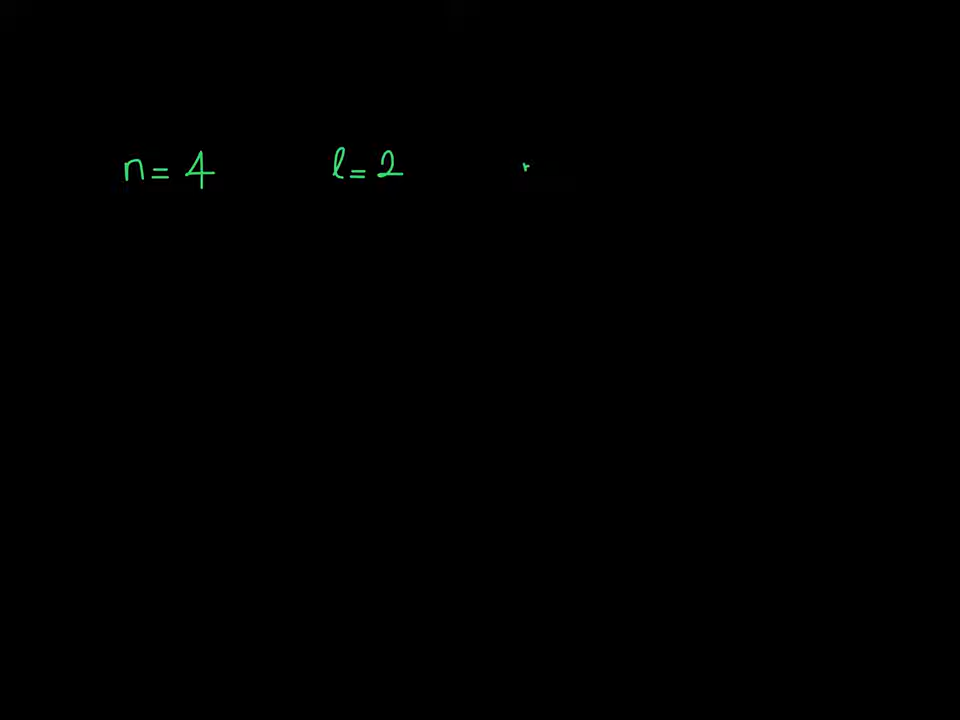 n = 4 l = 2